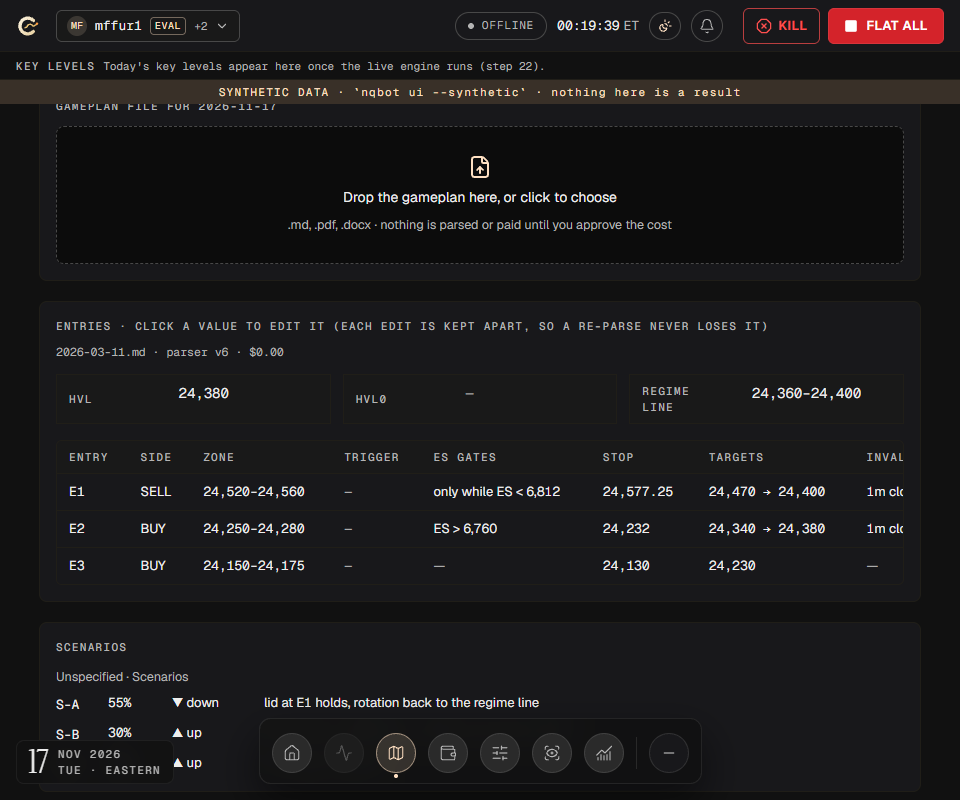 MF mffur1 EVAL +2
OFFLINE 00:19:39 ET KILL FLAT ALL
KEY LEVELS Today's key levels appear here once the live engine runs (step 22).
SYNTHETIC DATA · `nqbot ui --synthetic` · nothing here is a result
GAMEPLAN FILE FOR 2026-11-17
Drop the gameplan here, or click to choose
.md, .pdf, .docx · nothing is parsed or paid until you approve the cost
ENTRIES · CLICK A VALUE TO EDIT IT (EACH EDIT IS KEPT APART, SO A RE-PARSE NEVER LOSES IT)
2026-03-11.md · parser v6 · $0.00
HVL 24,380
HVL0 —
REGIME LINE 24,360–24,400
ENTRY SIDE ZONE TRIGGER ES GATES STOP TARGETS INVAL
E1 SELL 24,520–24,560 — only while ES < 6,812 24,577.25 24,470 → 24,400 1m clo
E2 BUY 24,250–24,280 — ES > 6,760 24,232 24,340 → 24,380 1m clo
E3 BUY 24,150–24,175 — — 24,130 24,230 —
SCENARIOS
Unspecified · Scenarios
S-A 55% ▼ down lid at E1 holds, rotation back to the regime line
S-B 30% ▲ up
▲ up
17 NOV 2026
TUE · EASTERN